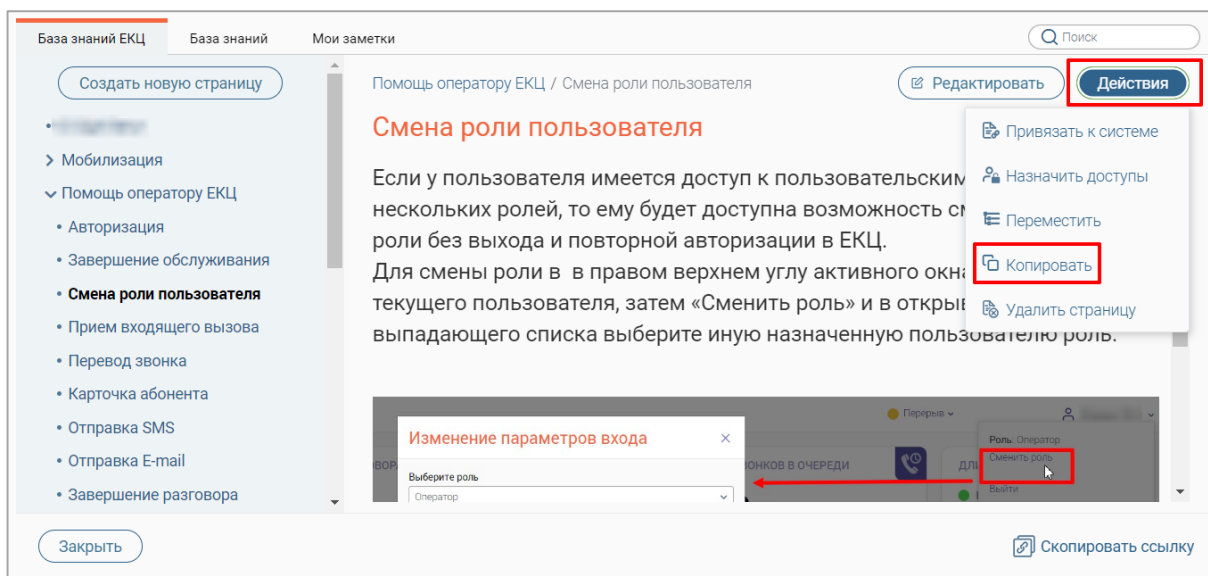 База знаний ЕКЦ
База знаний
Мои заметки
Поиск
Создать новую страницу
Мобилизация
Помощь оператору ЕКЦ
Авторизация
Завершение обслуживания
Смена роли пользователя
Прием входящего вызова
Перевод звонка
Карточка абонента
Отправка SMS
Отправка E-mail
Завершение разговора
Помощь оператору ЕКЦ / Смена роли пользователя
Редактировать
Действия
Привязать к системе
Назначить доступы
Переместить
Копировать
Удалить страницу
Смена роли пользователя
Если у пользователя имеется доступ к пользовательским
нескольких ролей, то ему будет доступна возможность
роли без выхода и повторной авторизации в ЕКЦ.
Для смены роли в в правом верхнем углу активного
текущего пользователя, затем «Сменить роль» и в
выпадающего списка выберите иную назначенную пользователю роль.
Перерыв
Изменение параметров входа
Выберите роль
Оператор
В ОЧЕРЕДИ
Роль: Оператор
Сменить роль
Выйти
Закрыть
Скопировать ссылку